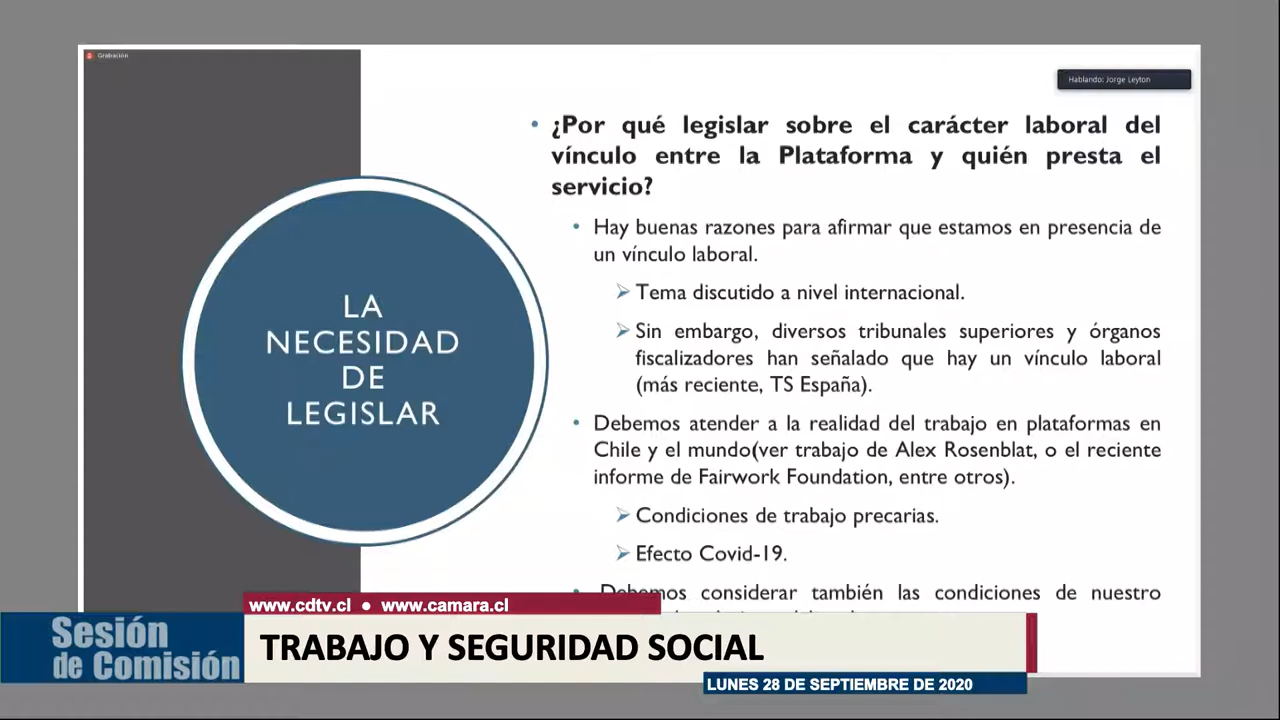 Grabación
Hablando: Jorge Leyton
LA
NECESIDAD
DE
LEGISLAR
• ¿Por qué legislar sobre el carácter laboral del
vínculo entre la Plataforma y quién presta el
servicio?
• Hay buenas razones para afirmar que estamos en presencia de
un vínculo laboral.
Tema discutido a nivel internacional.
Sin embargo, diversos tribunales superiores y órganos
fiscalizadores han señalado que hay un vínculo laboral
(más reciente, TS España).
• Debemos atender a la realidad del trabajo en plataformas en
Chile y el mundo(ver trabajo de Alex Rosenblat, o el reciente
informe de Fairwork Foundation, entre otros).
Condiciones de trabajo precarias.
Efecto Covid-19.
• Debemos considerar también las condiciones de nuestro
www.cdtv.cl • www.camara.cl
Sesión
de Comisión
TRABAJO Y SEGURIDAD SOCIAL
LUNES 28 DE SEPTIEMBRE DE 2020